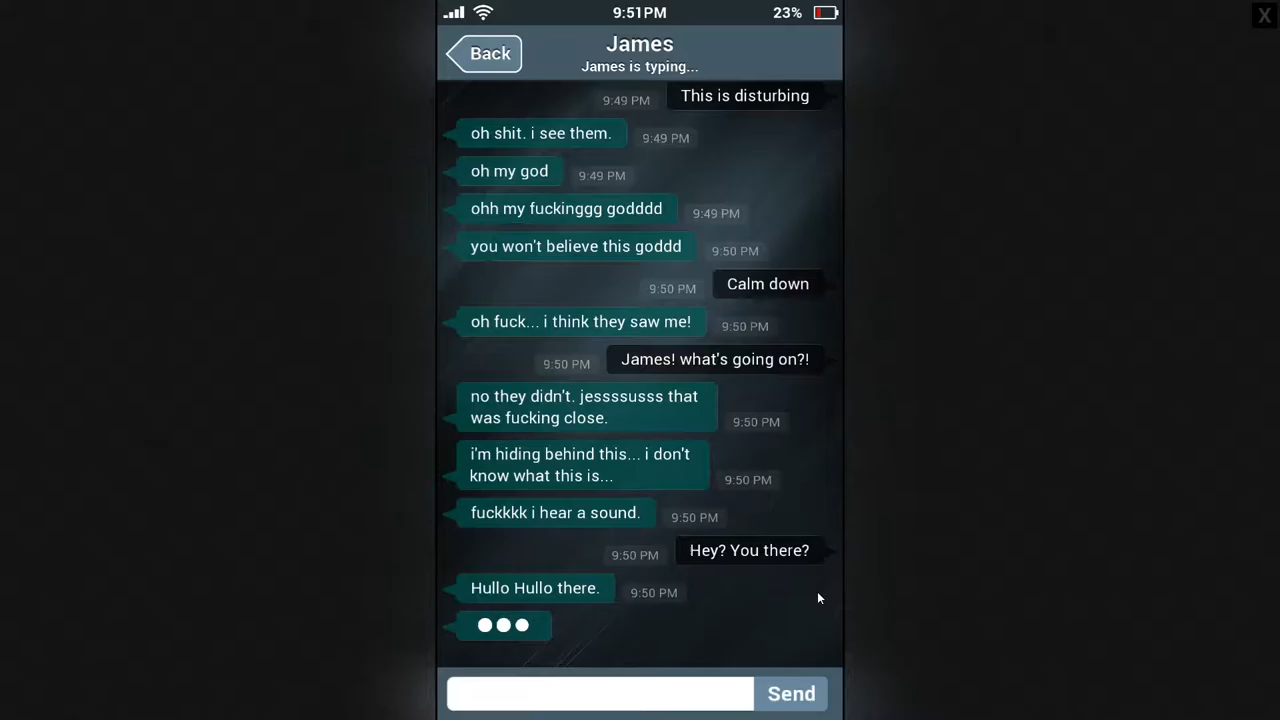 9:51PM
23%
X
Back
James
James is typing...
9:49 PM
This is disturbing
oh shit. i see them.
9:49 PM
oh my god
9:49 PM
ohh my fuckinggg godddd
9:49 PM
you won't believe this goddd
9:50 PM
9:50 PM
Calm down
oh fuck... i think they saw me!
9:50 PM
9:50 PM
James! what's going on?!
no they didn't. jessssusss that
was fucking close.
9:50 PM
i'm hiding behind this... i don't
know what this is...
9:50 PM
fuckkkk i hear a sound.
9:50 PM
9:50 PM
Hey? You there?
Hullo Hullo there.
9:50 PM
Send